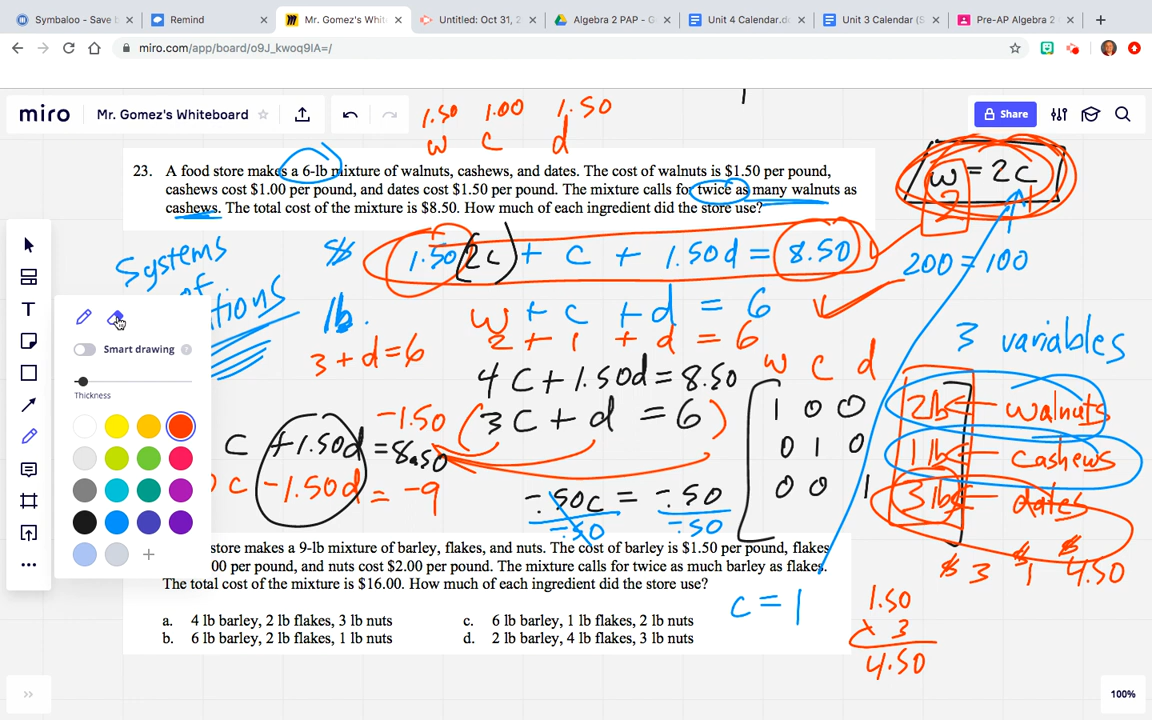 Symbaloo - Save b
Remind
Mr. Gomez's Whit
Untitled: Oct 31, 2
Algebra 2 PAP - G
Unit 4 Calendar.do
Unit 3 Calendar (S
Pre-AP Algebra 2
miro.com/app/board/o9J_kwoq9IA=/
miro
Mr. Gomez's Whiteboard
Share
1.50 1.00 1.50
w c d
23. A food store makes a 6-lb mixture of walnuts, cashews, and dates. The cost of walnuts is $1.50 per pound,
cashews cost $1.00 per pound, and dates cost $1.50 per pound. The mixture calls for twice as many walnuts as
cashews. The total cost of the mixture is $8.50. How much of each ingredient did the store use?
w = 2c
2
Systems
of
tions
$ 1.50(2c) + c + 1.50d = 8.50
200 = 100
lb. w + c + d = 6
2 + 1 + d = 6
3 + d = 6
3 variables
4c + 1.50d = 8.50
-1.50 (3c + d = 6)
c + 1.50d = 8.50
c - 1.50d = -9
-.50c = -.50
-.50 -.50
w c d
1 0 0 2lb ← walnuts
0 1 0 1lb ← cashews
0 0 1 3lb ← dates
$3 $1 $4.50
c = 1
1.50
x 3
4.50
Smart drawing
Thickness
store makes a 9-lb mixture of barley, flakes, and nuts. The cost of barley is $1.50 per pound, flakes
00 per pound, and nuts cost $2.00 per pound. The mixture calls for twice as much barley as flakes.
The total cost of the mixture is $16.00. How much of each ingredient did the store use?
a. 4 lb barley, 2 lb flakes, 3 lb nuts
c. 6 lb barley, 1 lb flakes, 2 lb nuts
b. 6 lb barley, 2 lb flakes, 1 lb nuts
d. 2 lb barley, 4 lb flakes, 3 lb nuts
100%